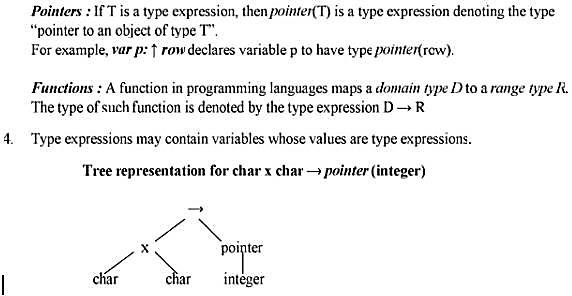 Pointers : If T is a type expression, then pointer(T) is a type expression denoting the type
“pointer to an object of type T”.
For example, var p: ↑ row declares variable p to have type pointer(row).
Functions : A function in programming languages maps a domain type D to a range type R.
The type of such function is denoted by the type expression D → R
4. Type expressions may contain variables whose values are type expressions.
Tree representation for char x char → pointer (integer)
→
x pointer
char char integer